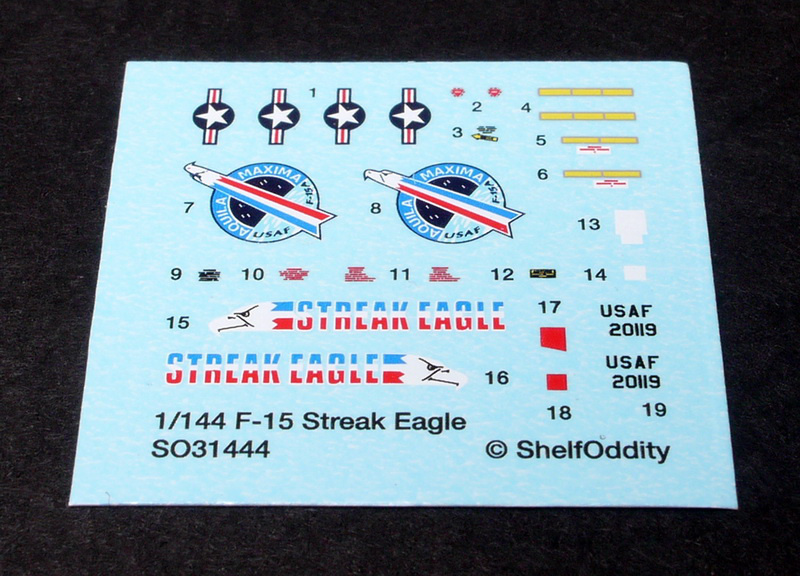 1
2
3
4
5
6
7
AQUILA MAXIMA
F-15A
USAF
8
AQUILA MAXIMA
F-15A
USAF
13
9
10
11
12
14
15
STREAK EAGLE
17
USAF
20119
STREAK EAGLE
16
USAF
20119
18
19
1/144 F-15 Streak Eagle
SO31444
© ShelfOddity